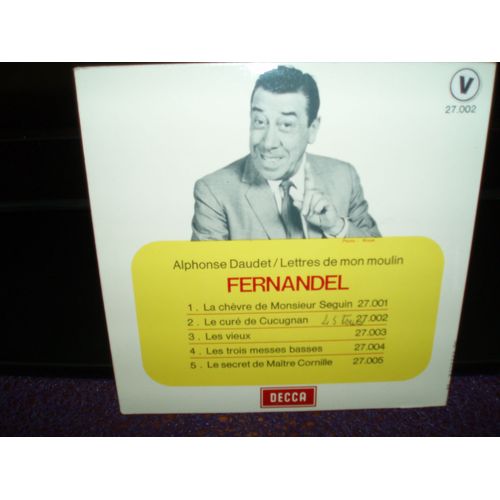 V
27.002
Alphonse Daudet/Lettres de mon moulin
FERNANDEL
1. La chèvre de Monsieur Seguin 27.001
2. Le curé de Cucugnan 45 Tours 27.002
3. Les vieux 27.003
4. Les trois messes basses 27.004
5. Le secret de Maître Cornille 27.005
DECCA